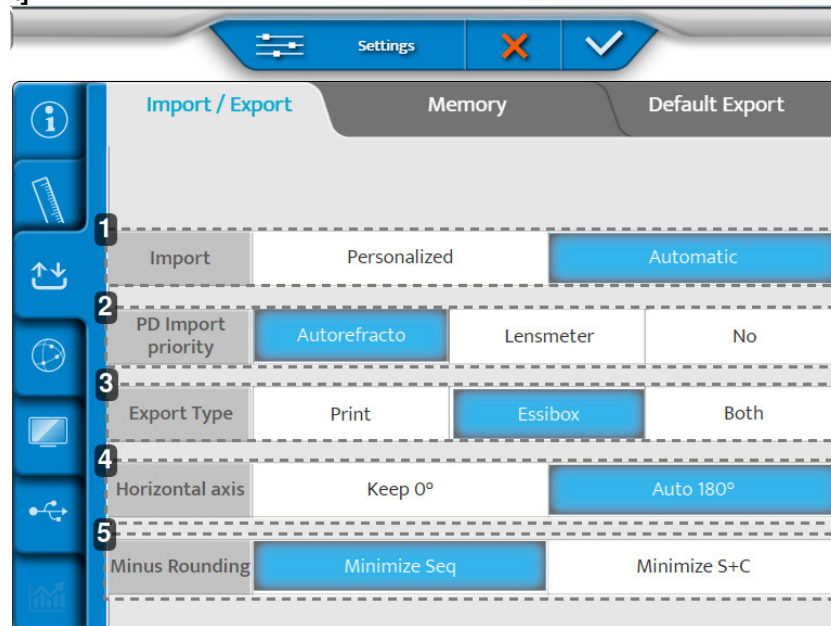 Settings
Import / Export Memory Default Export
1
Import Personalized Automatic
2
PD Import priority Autorefracto Lensmeter No
3
Export Type Print Essibox Both
4
Horizontal axis Keep 0° Auto 180°
5
Minus Rounding Minimize Seq Minimize S+C